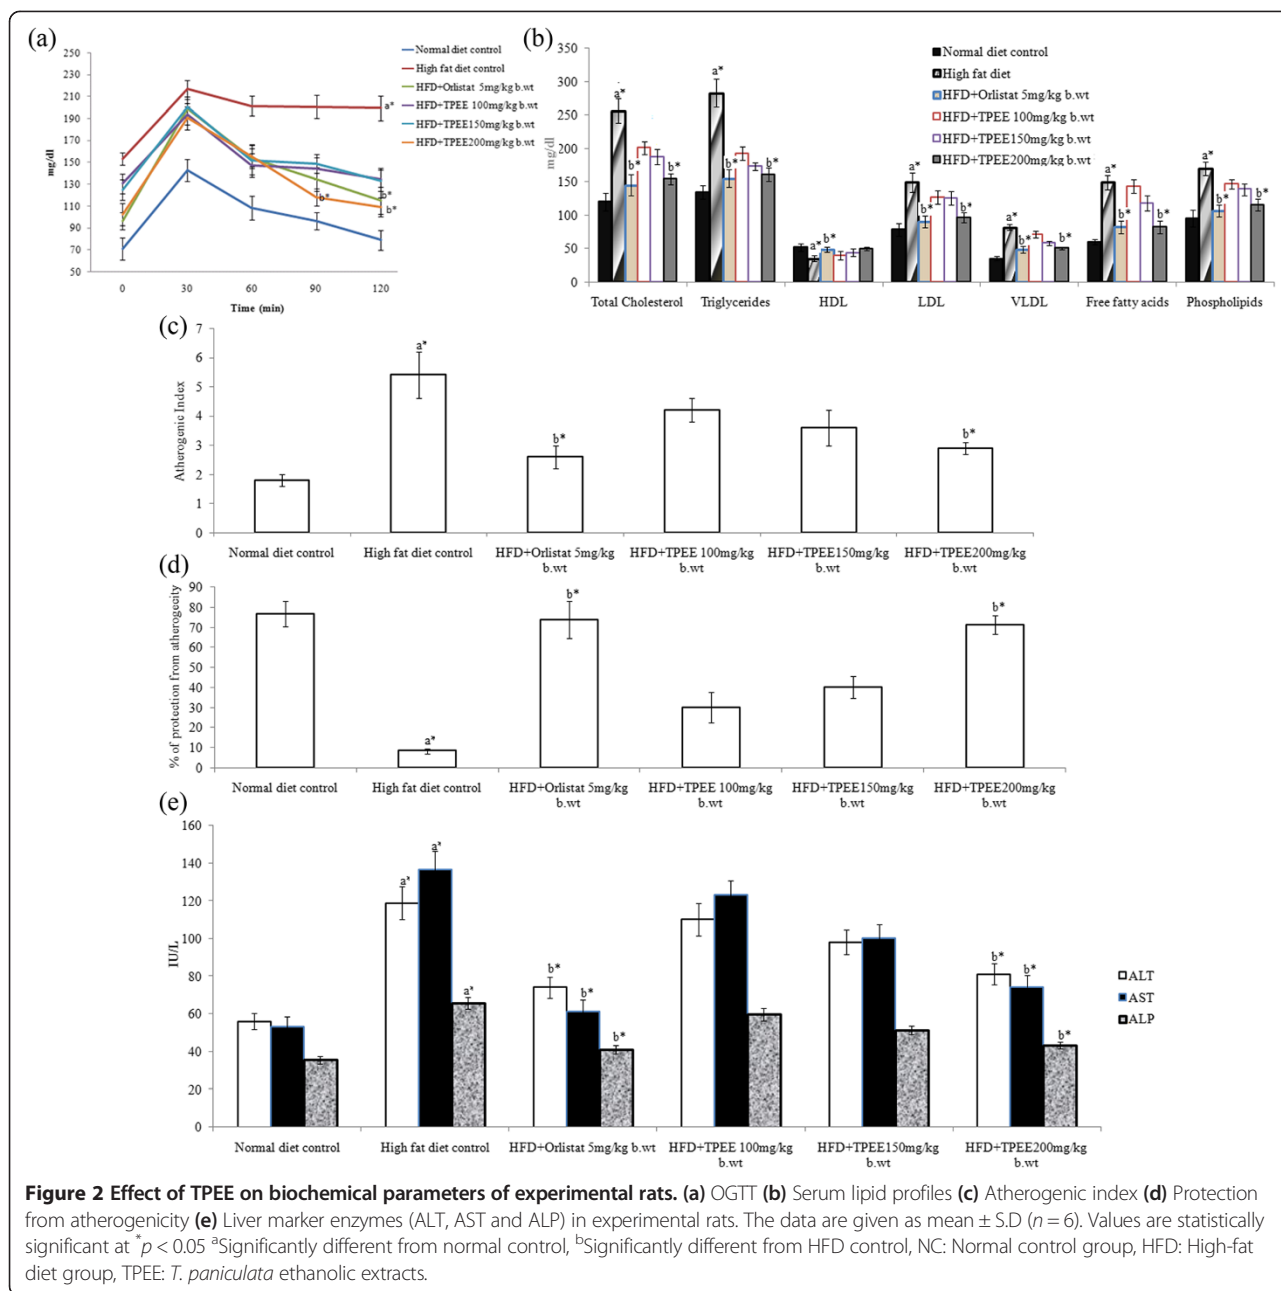 (a)
250
230
210
190
170
150
130
110
90
70
50
mg/dl
0
30
60
90
120
Time (min)
a*
b*
b*
b*
Normal diet control
High fat diet control
HFD+Orlistat 5mg/kg b.wt
HFD+TPEE 100mg/kg b.wt
HFD+TPEE150mg/kg b.wt
HFD+TPEE200mg/kg b.wt
(b)
350
300
250
200
150
100
50
0
mg/dl
Normal diet control
High fat diet
HFD+Orlistat 5mg/kg b.wt
HFD+TPEE 100mg/kg b.wt
HFD+TPEE150mg/kg b.wt
HFD+TPEE200mg/kg b.wt
a* b* b*
a* b* b*
a* b*
a* b* b*
a* b* b*
a* b* b*
a* b* b*
Total Cholesterol
Triglycerides
HDL
LDL
VLDL
Free fatty acids
Phospholipids
(c)
7
6
5
4
3
2
1
0
Atherogenic Index
a*
b*
b*
Normal diet control
High fat diet control
HFD+Orlistat 5mg/kg
b.wt
HFD+TPEE 100mg/kg
b.wt
HFD+TPEE150mg/kg
b.wt
HFD+TPEE200mg/kg
b.wt
(d)
90
80
70
60
50
40
30
20
10
0
% of protection from atherogecity
a*
b*
b*
Normal diet control
High fat diet control
HFD+Orlistat 5mg/kg
b.wt
HFD+TPEE 100mg/kg
b.wt
HFD+TPEE150mg/kg
b.wt
HFD+TPEE200mg/kg
b.wt
(e)
160
140
120
100
80
60
40
20
0
IU/L
a*
a*
a*
b*
b*
b*
b*
b*
b*
ALT
AST
ALP
Normal diet control
High fat diet control
HFD+Orlistat 5mg/kg b.wt
HFD+TPEE 100mg/kg
b.wt
HFD+TPEE150mg/kg
b.wt
HFD+TPEE200mg/kg
b.wt
Figure 2 Effect of TPEE on biochemical parameters of experimental rats. (a) OGTT (b) Serum lipid profiles (c) Atherogenic index (d) Protection
from atherogenicity (e) Liver marker enzymes (ALT, AST and ALP) in experimental rats. The data are given as mean ± S.D (n = 6). Values are statistically
significant at *p < 0.05 aSignificantly different from normal control, bSignificantly different from HFD control, NC: Normal control group, HFD: High-fat
diet group, TPEE: T. paniculata ethanolic extracts.